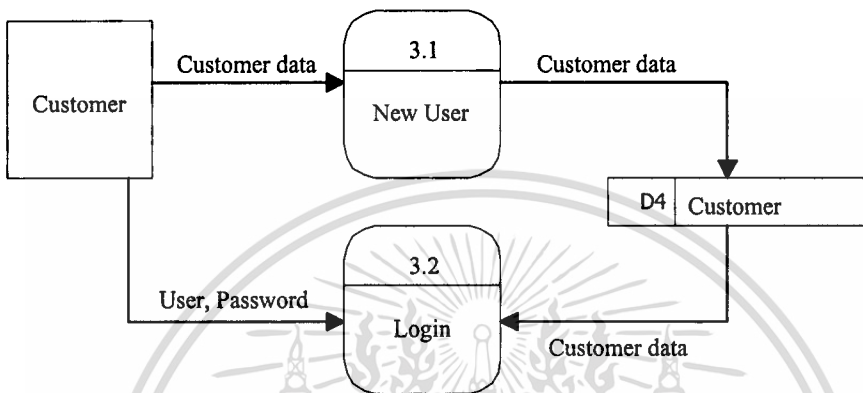 3.1
Customer data
Customer data
Customer
New User
D4 Customer
3.2
User, Password
Login
Customer data